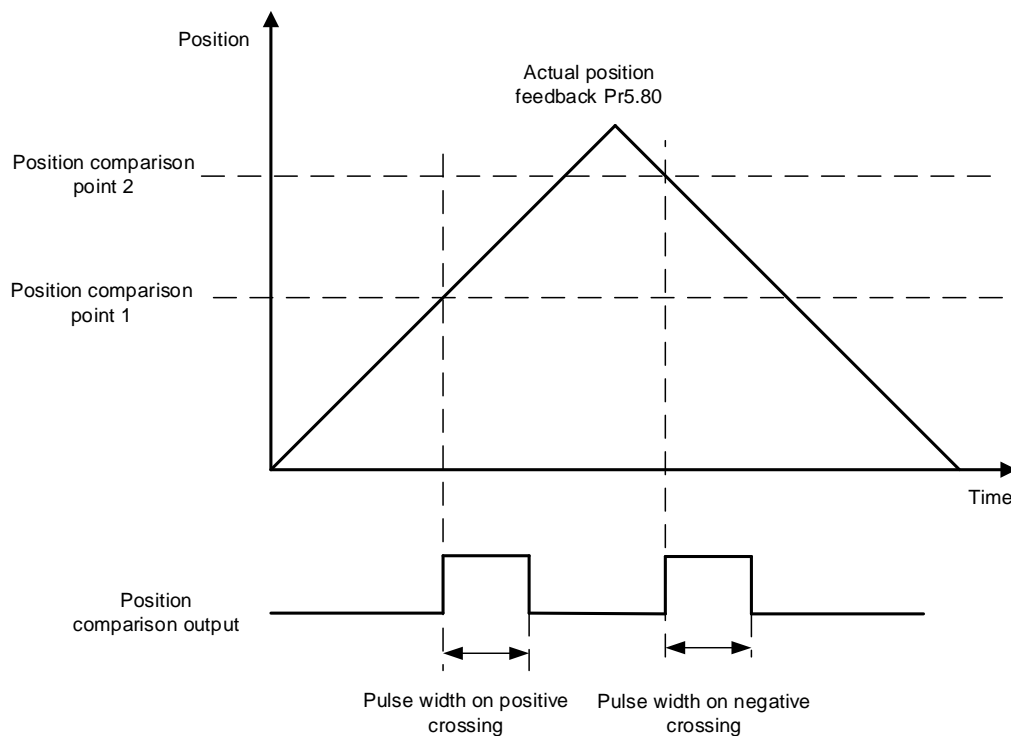 Position
Actual position
feedback Pr5.80
Position comparison
point 2
Position comparison
point 1
Time
Position
comparison output
Pulse width on positive
crossing
Pulse width on negative
crossing